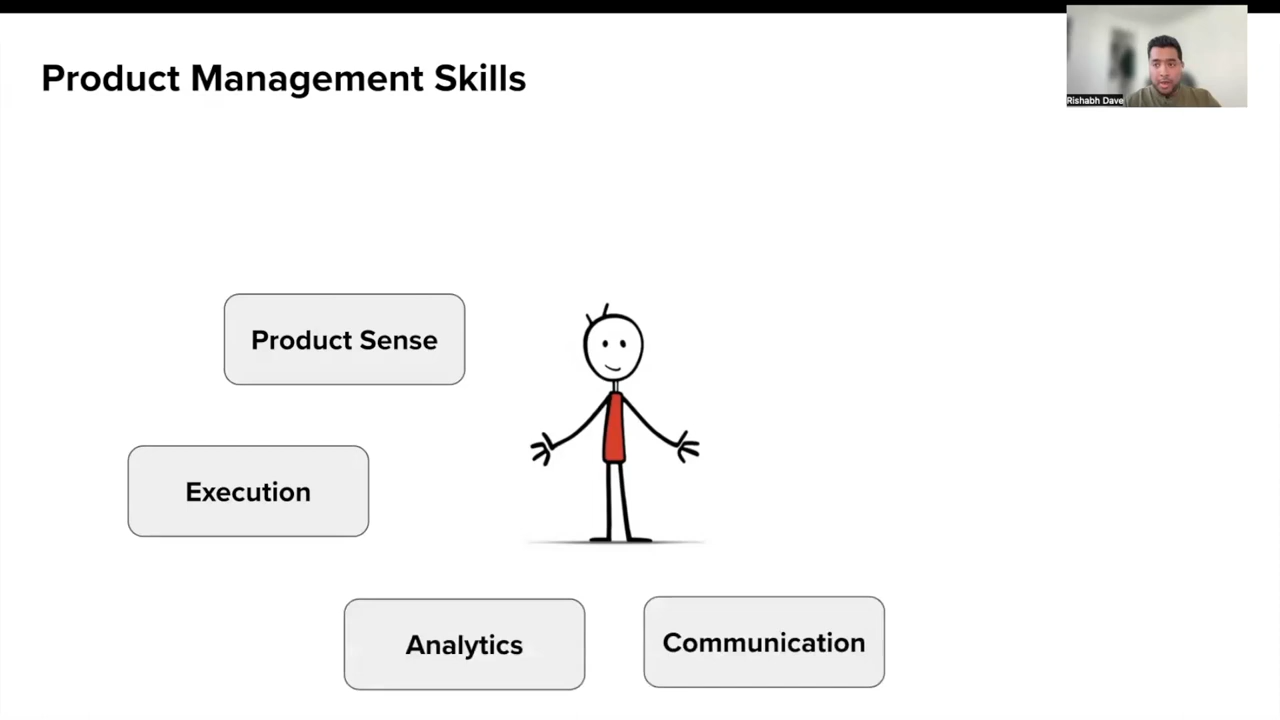 Product Management Skills
Rishabh Dave
Product Sense
Execution
Analytics
Communication